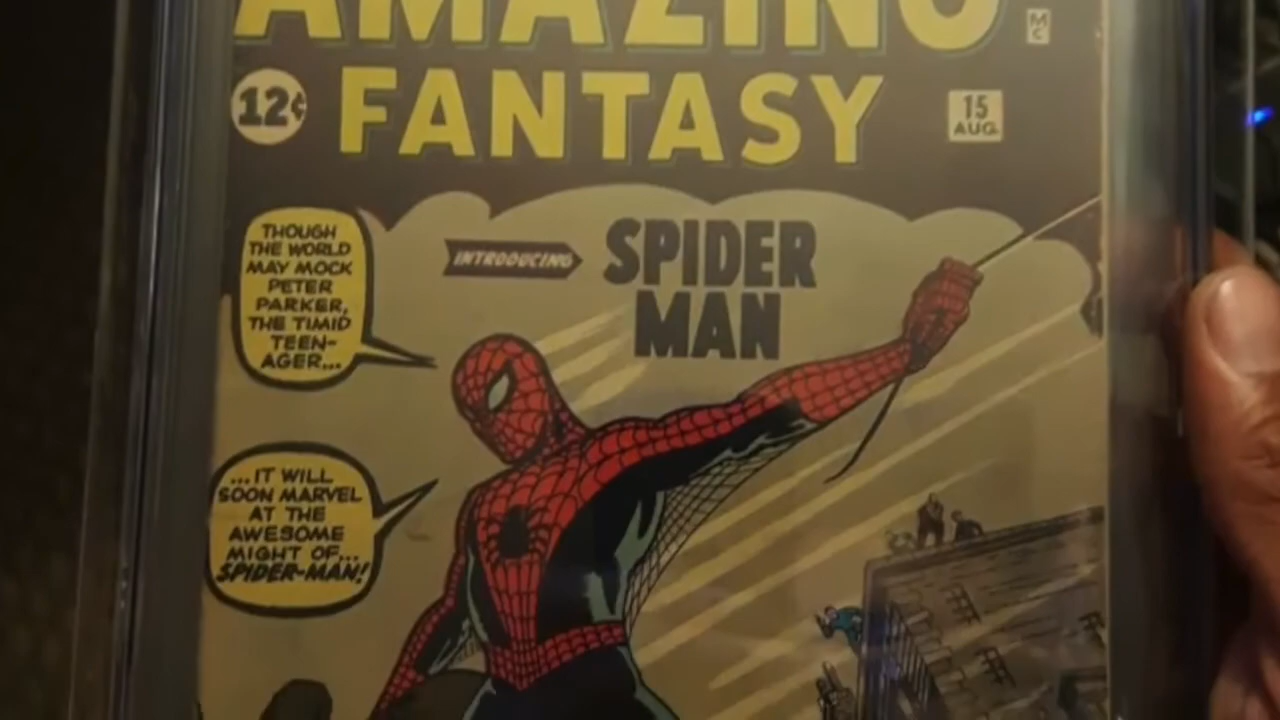 AMAZING
MC
12¢
FANTASY
15
AUG.
THOUGH
THE WORLD
MAY MOCK
PETER
PARKER,
THE TIMID
TEEN-
AGER...
INTRODUCING
SPIDER
MAN
...IT WILL
SOON MARVEL
AT THE
AWESOME
MIGHT OF...
SPIDER-MAN!